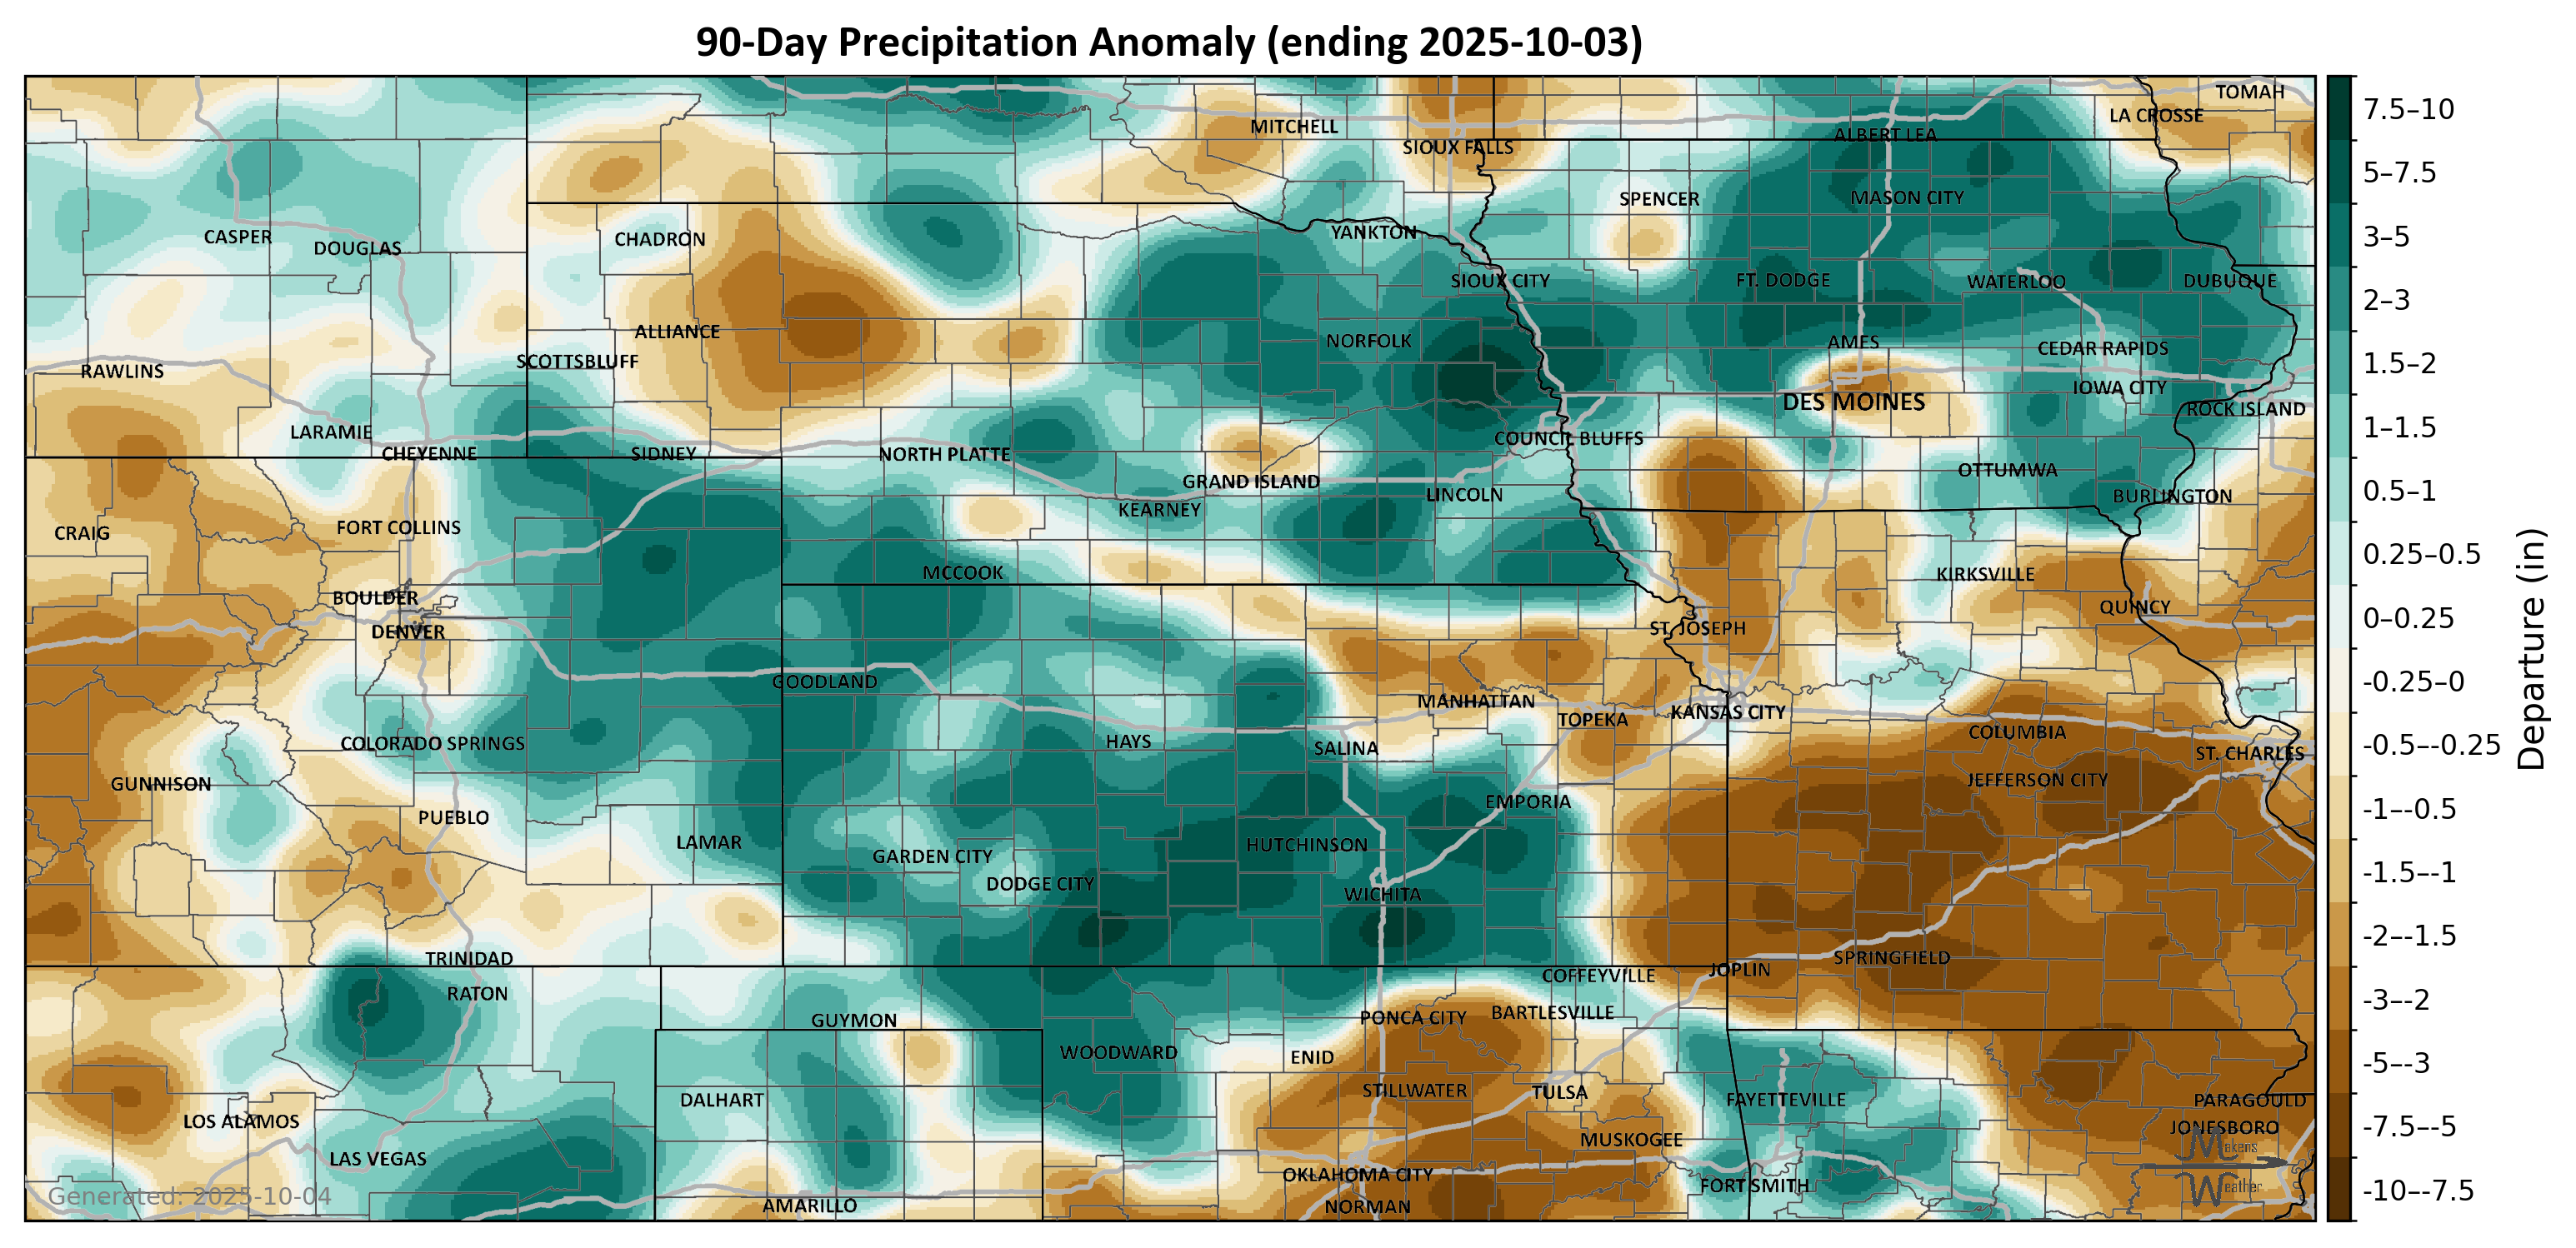 90-Day Precipitation Anomaly (ending 2025-10-03)
TOMAH
LA CROSSE
MITCHELL
ALBERT LEA
SIOUX FALLS
SPENCER
MASON CITY
CASPER
DOUGLAS
CHADRON
YANKTON
SIOUX CITY
FT. DODGE
WATERLOO
DUBUQUE
ALLIANCE
NORFOLK
AMES
CEDAR RAPIDS
SCOTTSBLUFF
RAWLINS
IOWA CITY
DES MOINES
ROCK ISLAND
LARAMIE
COUNCIL BLUFFS
CHEYENNE
SIDNEY
NORTH PLATTE
OTTUMWA
GRAND ISLAND
LINCOLN
BURLINGTON
KEARNEY
CRAIG
FORT COLLINS
MCCOOK
KIRKSVILLE
BOULDER
QUINCY
DENVER
ST. JOSEPH
GOODLAND
MANHATTAN
KANSAS CITY
TOPEKA
COLUMBIA
COLORADO SPRINGS
HAYS
SALINA
ST. CHARLES
GUNNISON
JEFFERSON CITY
EMPORIA
PUEBLO
LAMAR
HUTCHINSON
GARDEN CITY
DODGE CITY
WICHITA
TRINIDAD
SPRINGFIELD
JOPLIN
COFFEYVILLE
RATON
GUYMON
PONCA CITY
BARTLESVILLE
WOODWARD
ENID
STILLWATER
TULSA
DALHART
FAYETTEVILLE
PARAGOULD
LOS ALAMOS
JONESBORO
MUSKOGEE
LAS VEGAS
OKLAHOMA CITY
FORT SMITH
AMARILLO
NORMAN
Generated: 2025-10-04
Makens
Weather
7.5–10
5–7.5
3–5
2–3
1.5–2
1–1.5
0.5–1
0.25–0.5
0–0.25
-0.25–0
-0.5–-0.25
-1–-0.5
-1.5–-1
-2–-1.5
-3–-2
-5–-3
-7.5–-5
-10–-7.5
Departure (in)